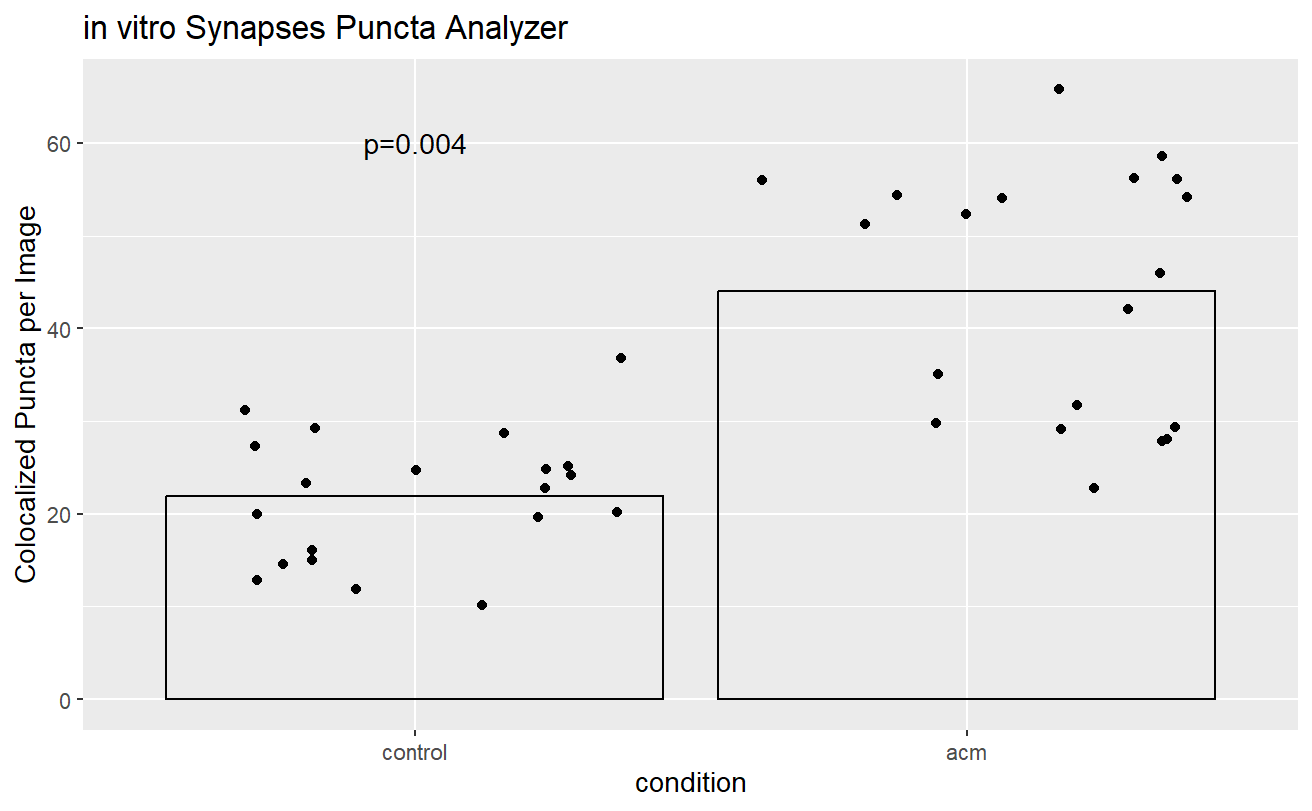 in vitro Synapses Puncta Analyzer
Colocalized Puncta per Image
60
40
20
0
p=0.004
control
acm
condition